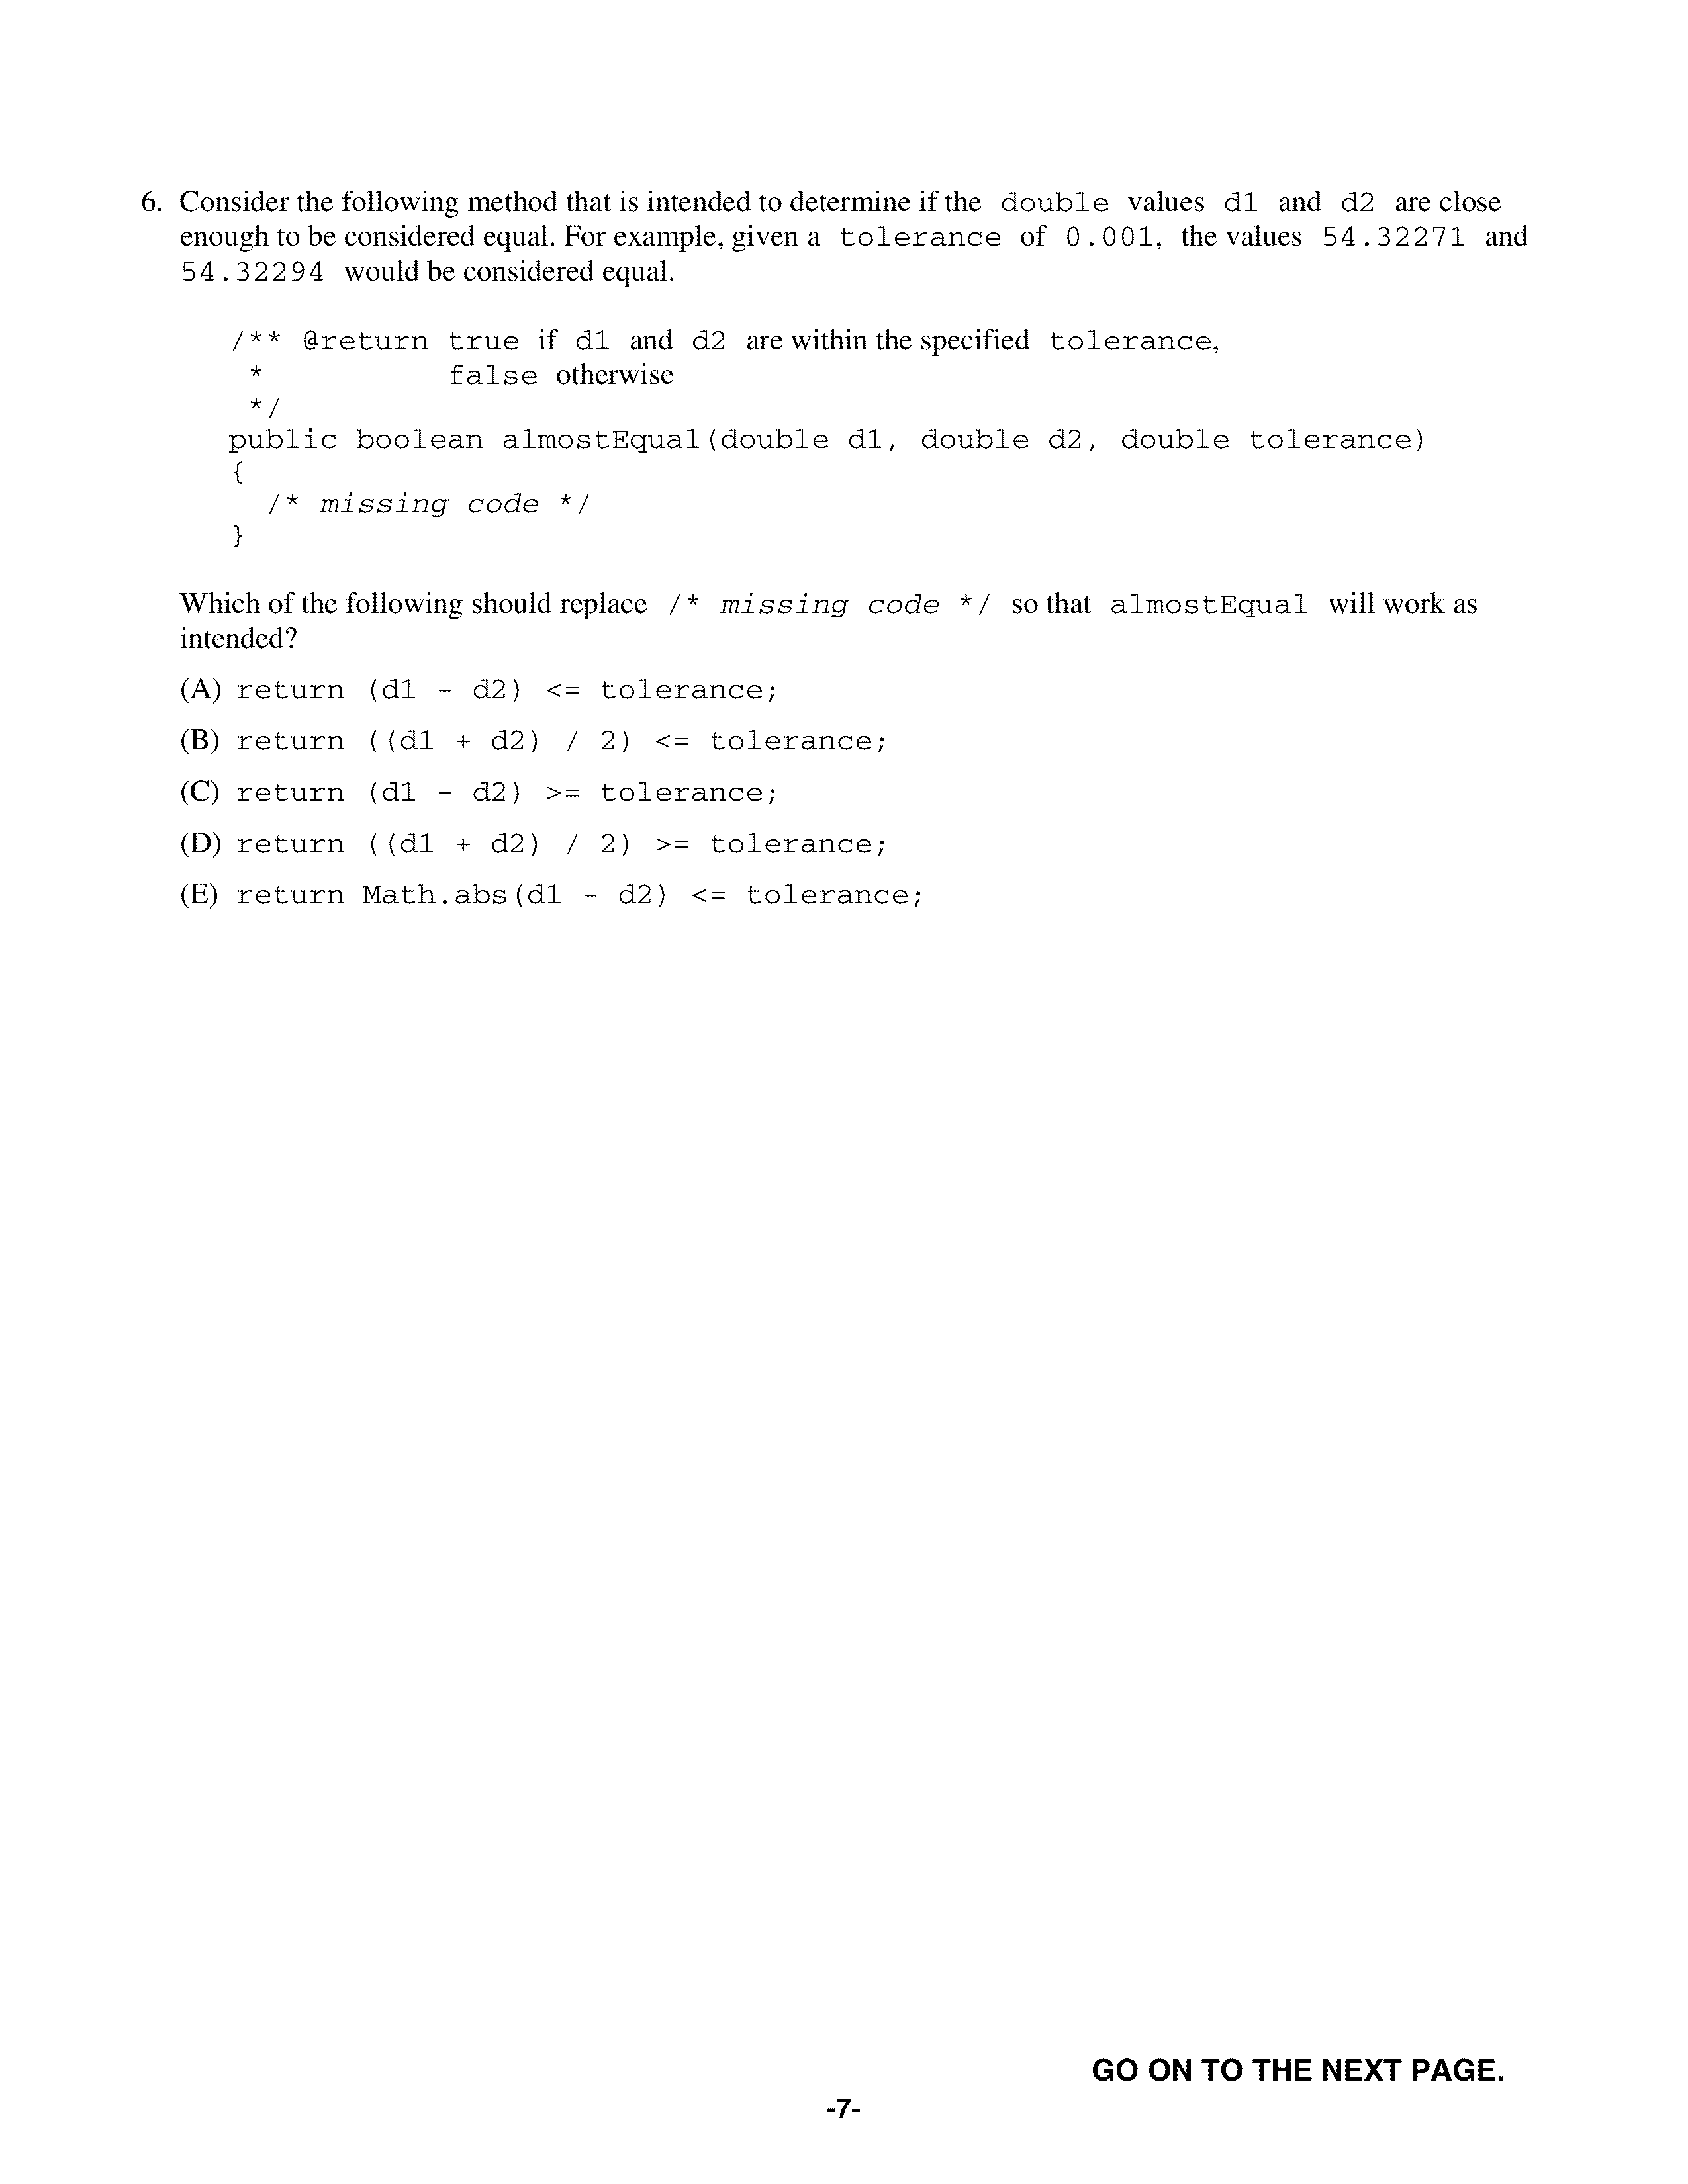 6. Consider the following method that is intended to determine if the double values d1 and d2 are close
enough to be considered equal. For example, given a tolerance of 0.001, the values 54.32271 and
54.32294 would be considered equal.
/** @return true if d1 and d2 are within the specified tolerance,
* false otherwise
*/
public boolean almostEqual(double d1, double d2, double tolerance)
{
/* missing code */
}
Which of the following should replace /* missing code */ so that almostEqual will work as
intended?
(A) return (d1 - d2) <= tolerance;
(B) return ((d1 + d2) / 2) <= tolerance;
(C) return (d1 - d2) >= tolerance;
(D) return ((d1 + d2) / 2) >= tolerance;
(E) return Math.abs(d1 - d2) <= tolerance;
GO ON TO THE NEXT PAGE.
-7-